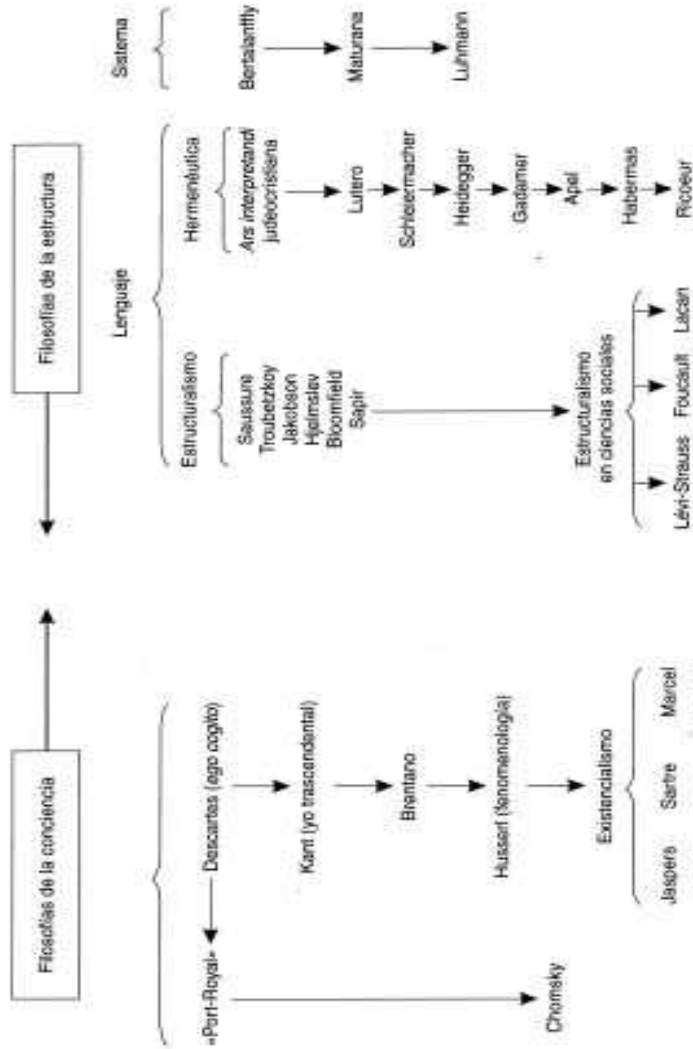 Filosofías de la conciencia
Filosofías de la estructura
«Port-Royal»
Descartes (ego cogito)
Kant (yo trascendental)
Brentano
Husserl (fenomenología)
Existencialismo
Jaspers
Sartre
Marcel
Chomsky
Lenguaje
Estructuralismo
Saussure
Troubetzkoy
Jakobson
Hjelmslev
Bloomfield
Sapir
Estructuralismo
en ciencias sociales
Lévi-Strauss
Foucault
Lacan
Hermenéutica
Ars interpretandi
judeocristiana
Lutero
Schleiermacher
Heidegger
Gadamer
Apel
Habermas
Ricoeur
Sistema
Bertalanffly
Maturana
Luhmann